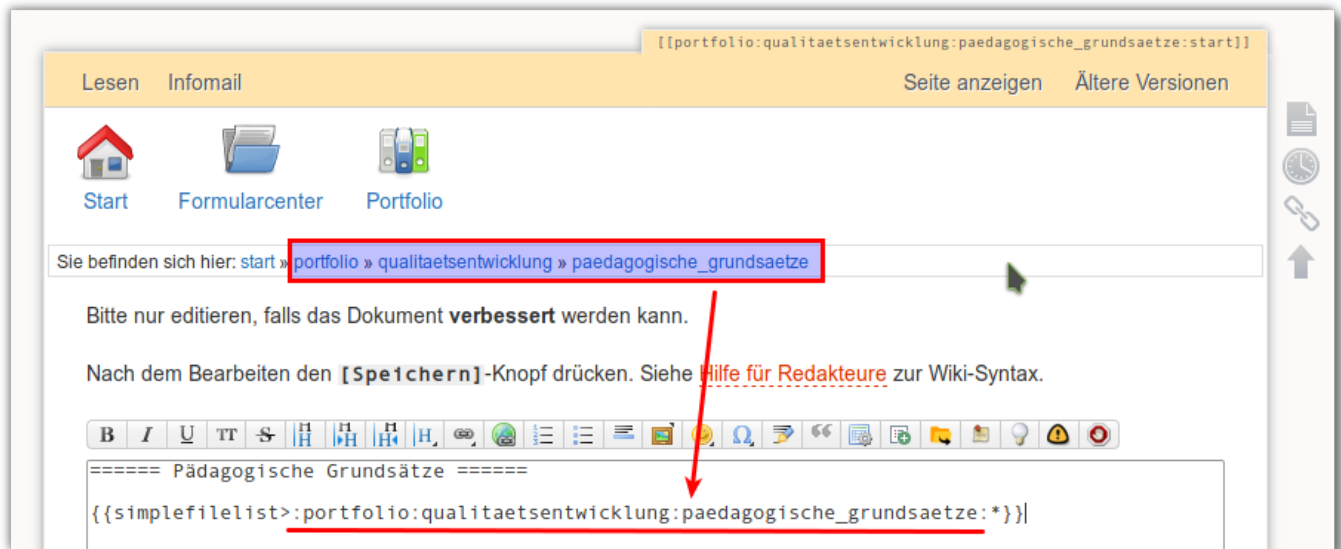 [[portfolio:qualitaetsentwicklung:paedagogische_grundsaetze:start]]
Lesen Infomail Seite anzeigen Ältere Versionen
Start Formularcenter Portfolio
Sie befinden sich hier: start » portfolio » qualitaetsentwicklung » paedagogische_grundsaetze
Bitte nur editieren, falls das Dokument verbessert werden kann.
Nach dem Bearbeiten den [Speichern]-Knopf drücken. Siehe Hilfe für Redakteure zur Wiki-Syntax.
B I U TT S H H H H Ω “
====== Pädagogische Grundsätze ======
{{simplefilelist>:portfolio:qualitaetsentwicklung:paedagogische_grundsaetze:*}}